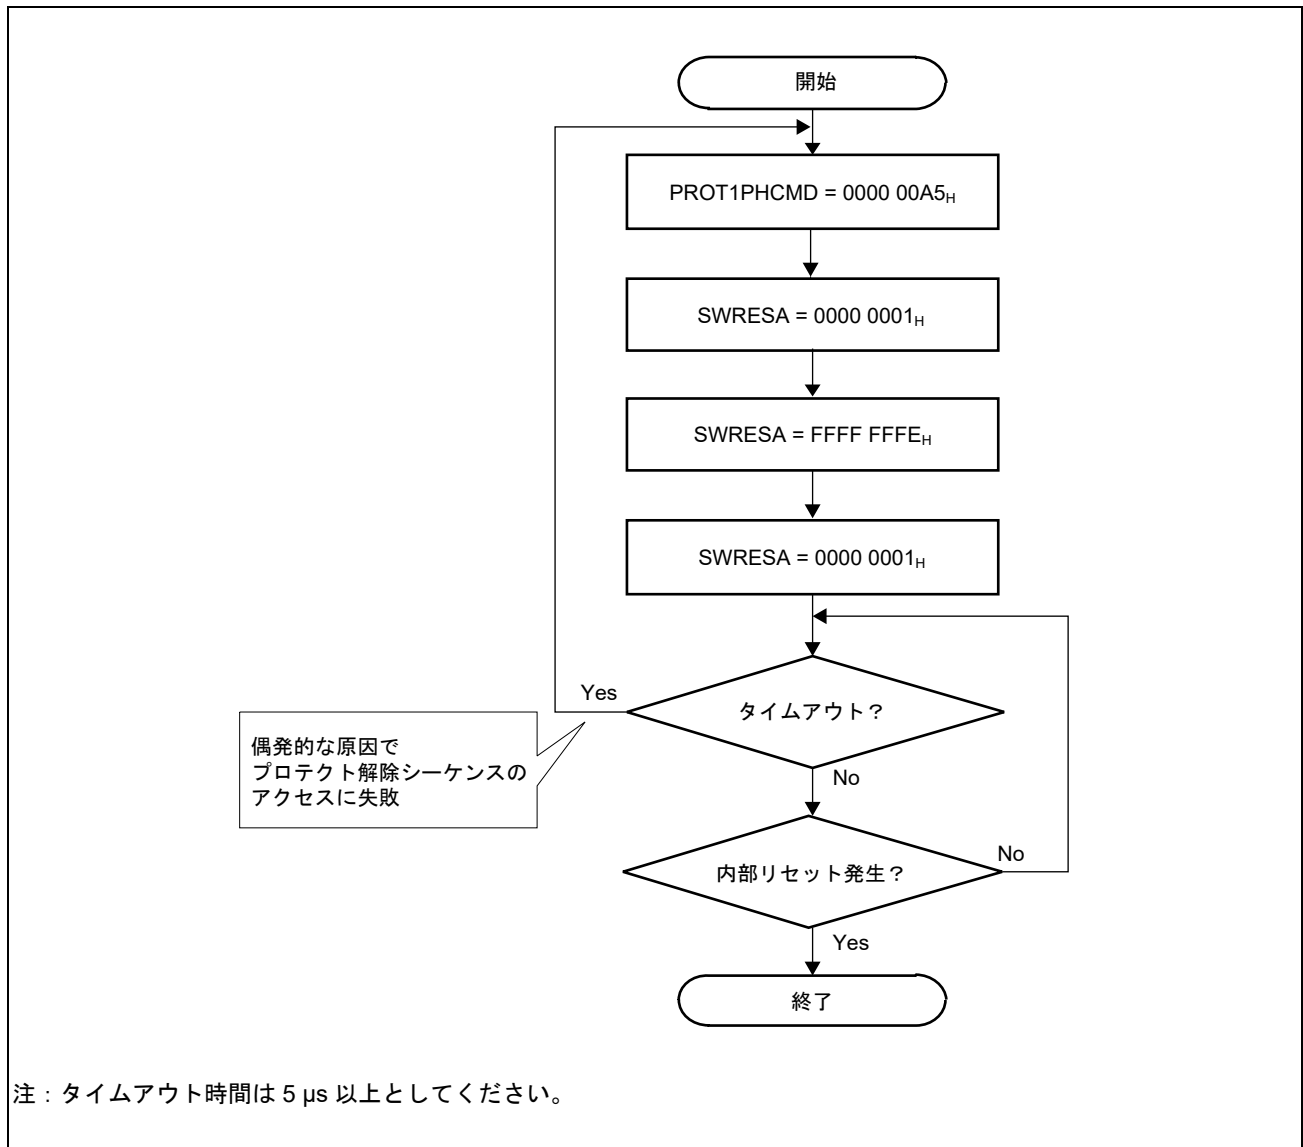 開始
PROT1PHCMD = 0000 00A5H
SWRESA = 0000 0001H
SWRESA = FFFF FFFEH
SWRESA = 0000 0001H
Yes
タイムアウト？
偶発的な原因で
プロテクト解除シーケンスの
アクセスに失敗
No
内部リセット発生？
No
Yes
終了
注：タイムアウト時間は 5 µs 以上としてください。